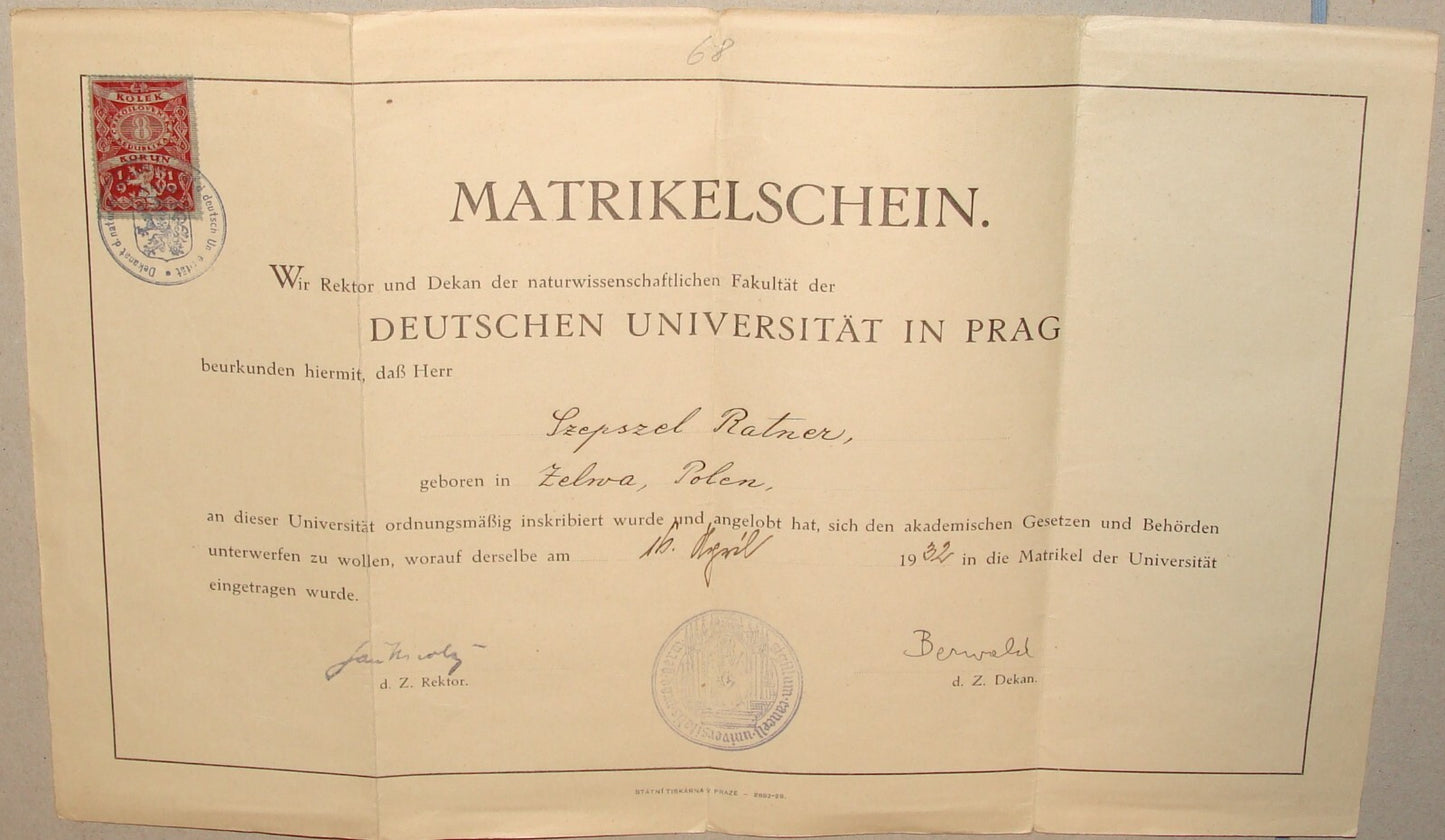 68
KOLEK
8
KORUN
Dekanat d. deutsch
MATRIKELSCHEIN.
Wir Rektor und Dekan der naturwissenschaftlichen Fakultät der
DEUTSCHEN UNIVERSITÄT IN PRAG
beurkunden hiermit, daß Herr
Szepszel Ratner,
geboren in Zelwa, Polen,
an dieser Universität ordnungsmäßig inskribiert wurde und angelobt hat, sich den akademischen Gesetzen und Behörden
unterwerfen zu wollen, worauf derselbe am 16. April 1932 in die Matrikel der Universität
eingetragen wurde.
Berwald
d. Z. Rektor.
d. Z. Dekan.
STÁTNÍ TISKÁRNA V PRAZE